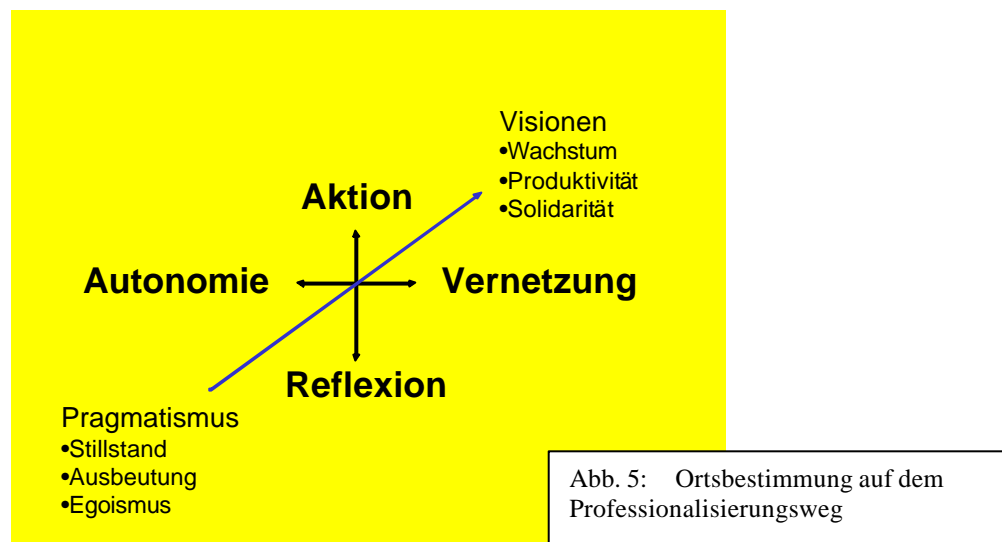 Visionen
•Wachstum
•Produktivität
•Solidarität
Aktion
Autonomie
Vernetzung
Reflexion
Pragmatismus
•Stillstand
•Ausbeutung
•Egoismus
Abb. 5: Ortsbestimmung auf dem
Professionalisierungsweg